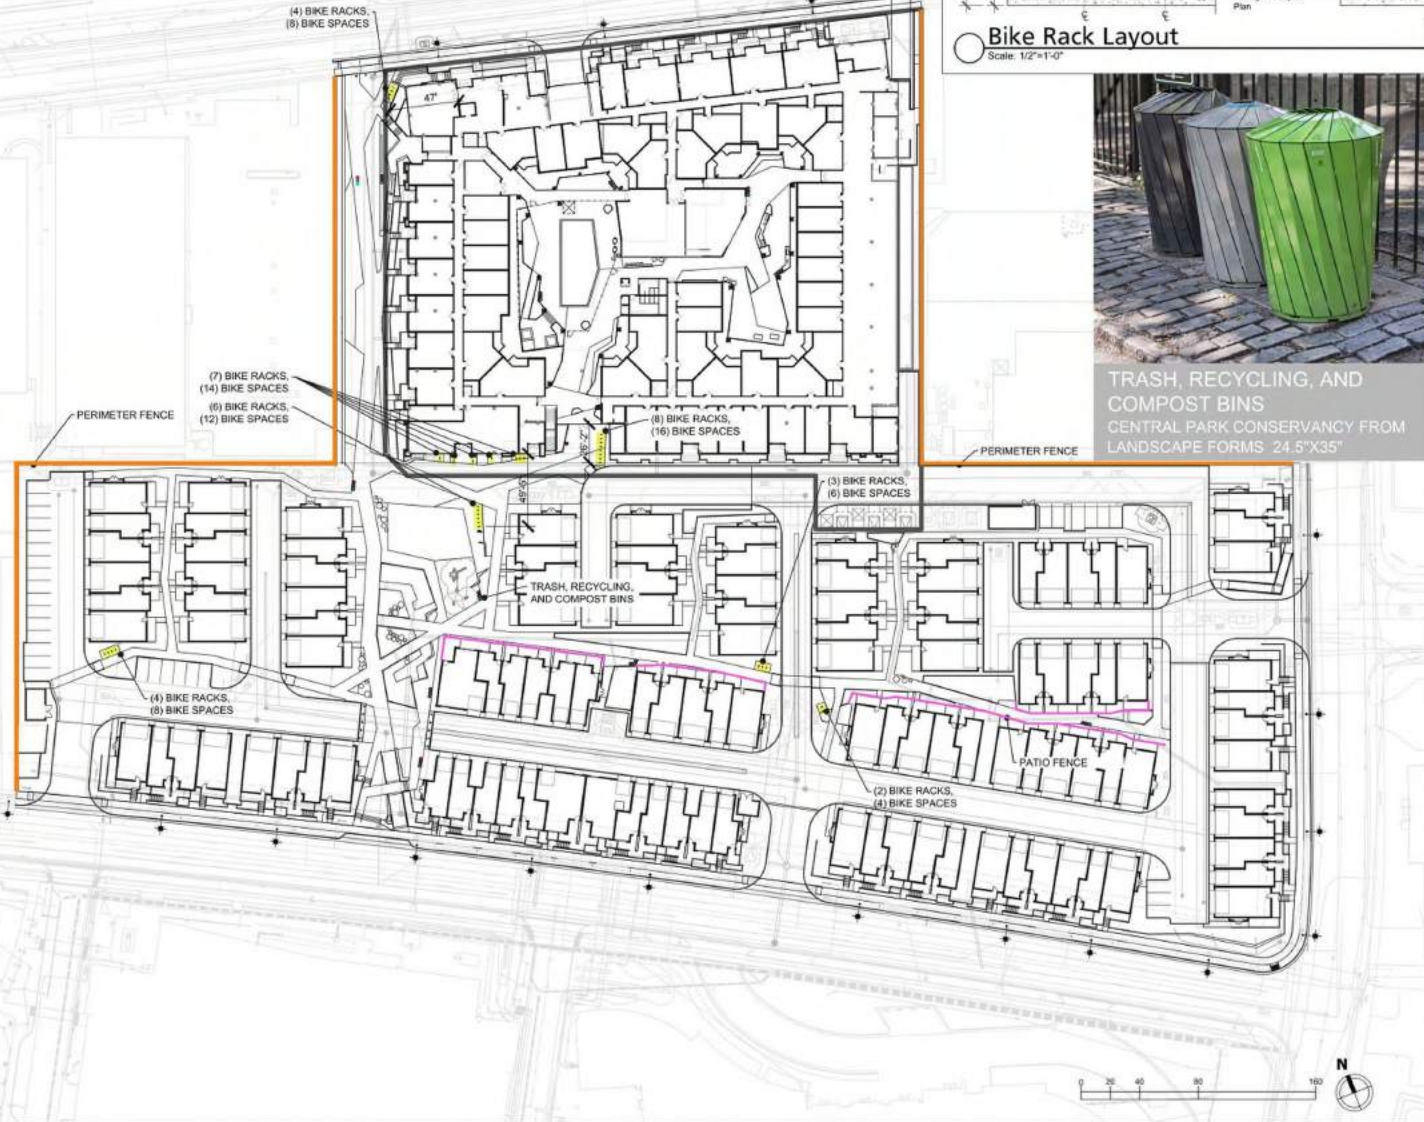 (4) BIKE RACKS,
(8) BIKE SPACES
Plan
Bike Rack Layout
Scale: 1/2"=1'-0"
47'
TRASH, RECYCLING, AND
COMPOST BINS
CENTRAL PARK CONSERVANCY FROM
LANDSCAPE FORMS 24.5"X35"
(7) BIKE RACKS,
(14) BIKE SPACES
(6) BIKE RACKS,
(12) BIKE SPACES
PERIMETER FENCE
(8) BIKE RACKS,
(16) BIKE SPACES
26'-2"
PERIMETER FENCE
(3) BIKE RACKS,
(6) BIKE SPACES
TRASH, RECYCLING,
AND COMPOST BINS
(4) BIKE RACKS,
(8) BIKE SPACES
PATIO FENCE
(2) BIKE RACKS,
(4) BIKE SPACES
N
0 20 40 80 160